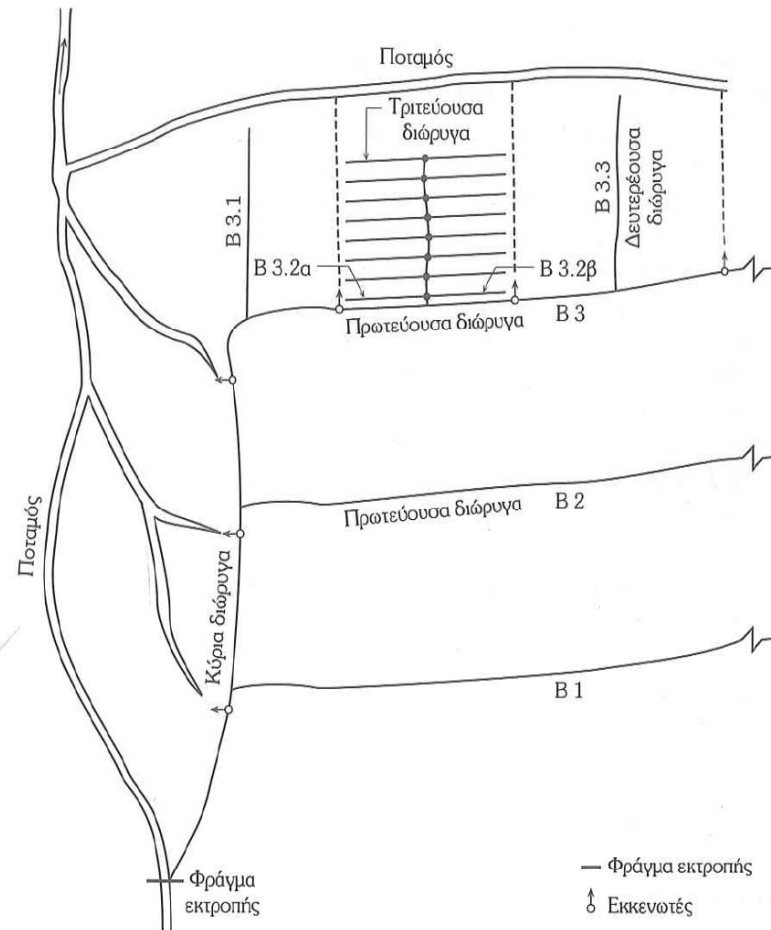 Ποταμός
Τριτεύουσα
διώρυγα
Β 3.1
Β 3.3
Δευτερέουσα
διώρυγα
Β 3.2α
Β 3.2β
Πρωτεύουσα διώρυγα
Β 3
Ποταμός
Πρωτεύουσα διώρυγα
Β 2
Κύρια διώρυγα
Β 1
Φράγμα
εκτροπής
Φράγμα εκτροπής
Εκκενωτές